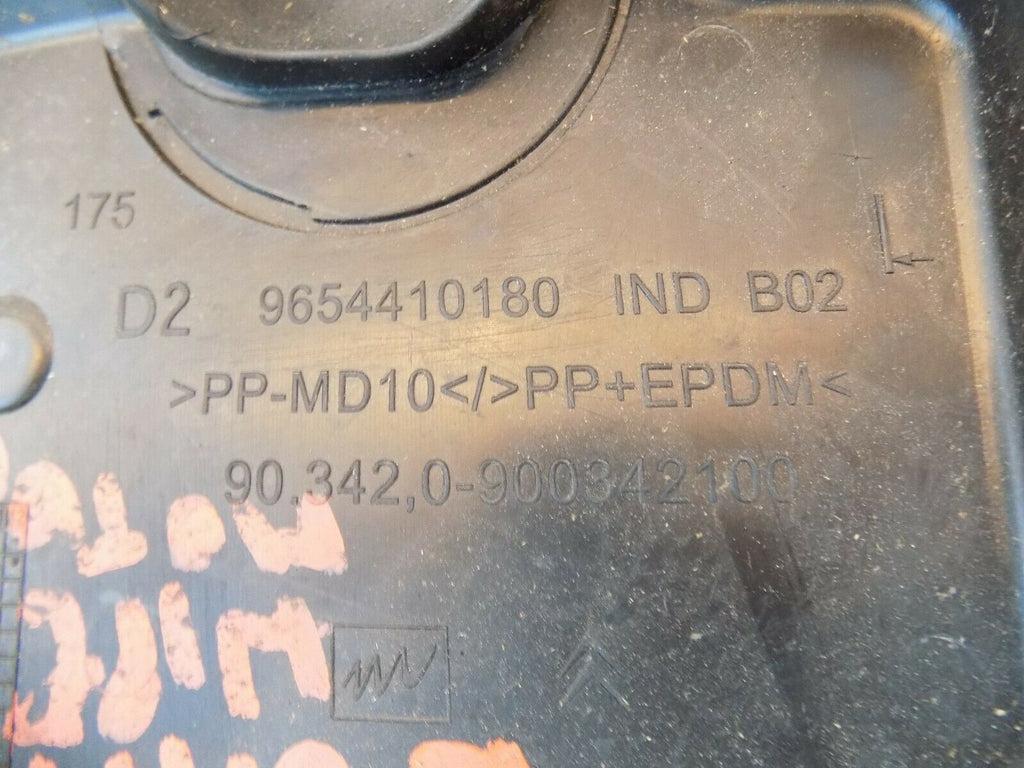 175
D2 9654410180 IND B02
>PP-MD10</>PP+EPDM<
90.342,0-900342100